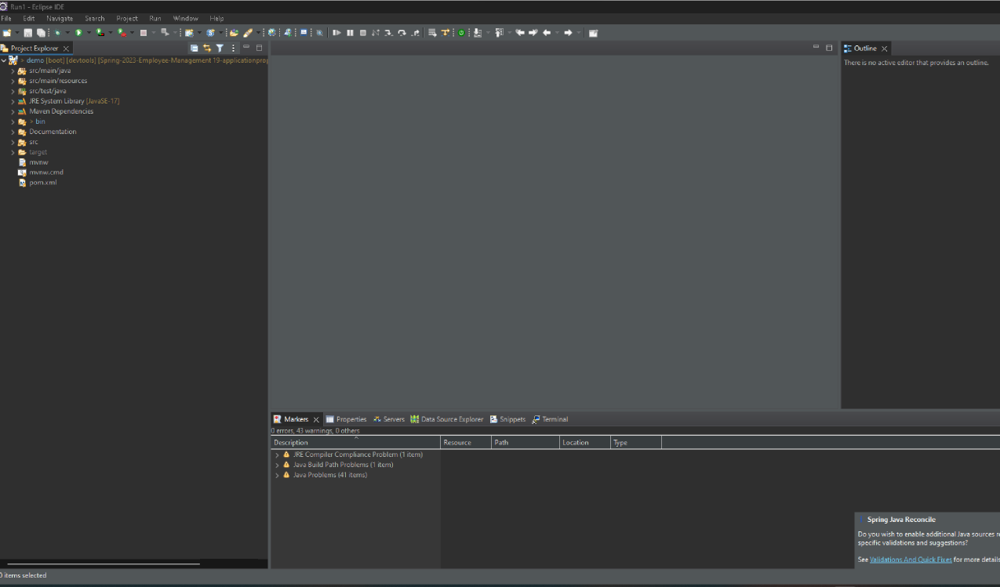 Run1 - Eclipse IDE
File Edit Navigate Search Project Run Window Help
Project Explorer
> demo [boot] [devtools] [Spring-2023-Employee-Management 19-applicationprop
src/main/java
src/main/resources
src/test/java
JRE System Library [JavaSE-17]
Maven Dependencies
> bin
Documentation
src
target
mvnw
mvnw.cmd
pom.xml
Outline
There is no active editor that provides an outline.
Markers Properties Servers Data Source Explorer Snippets Terminal
0 errors, 43 warnings, 0 others
Description Resource Path Location Type
JRE Compiler Compliance Problem (1 item)
Java Build Path Problems (1 item)
Java Problems (41 items)
Spring Java Reconcile
Do you wish to enable additional Java sources re
specific validations and suggestions?
See Validations And Quick Fixes for more details
0 items selected